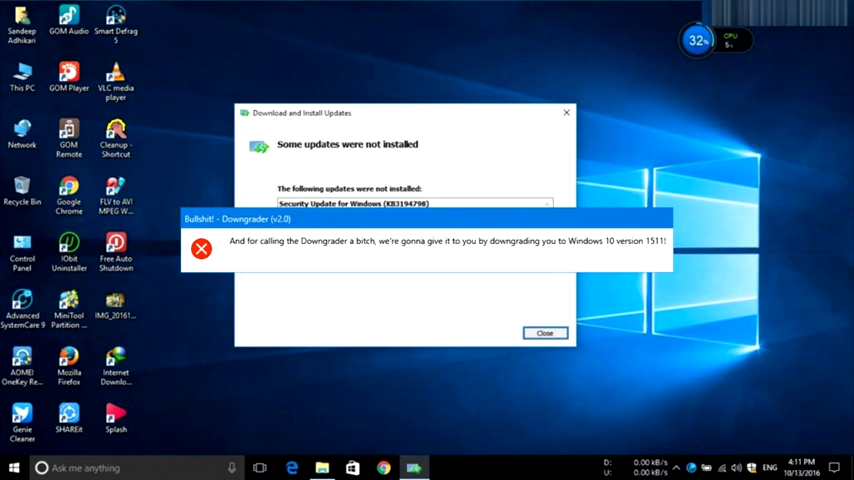 Sandeep
Adhikari
GOM Audio
Smart Defrag
5
32%
CPU
5%
This PC
GOM Player
VLC media
player
Network
GOM
Remote
Cleanup -
Shortcut
Recycle Bin
Google
Chrome
FLV to AVI
MPEG W...
Control
Panel
IObit
Uninstaller
Free Auto
Shutdown
Advanced
SystemCare 9
MiniTool
Partition ...
IMG_20161...
AOMEI
OneKey Re...
Mozilla
Firefox
Internet
Downlo...
Genie
Cleaner
SHAREit
Splash
Download and Install Updates
Some updates were not installed
The following updates were not installed:
Security Update for Windows (KB3194798)
Bullshit! - Downgrader (v2.0)
And for calling the Downgrader a bitch, we're gonna give it to you by downgrading you to Windows 10 version 1511!
Close
Ask me anything
D: 0.00 kB/s
U: 0.00 kB/s
ENG
4:11 PM
10/13/2016